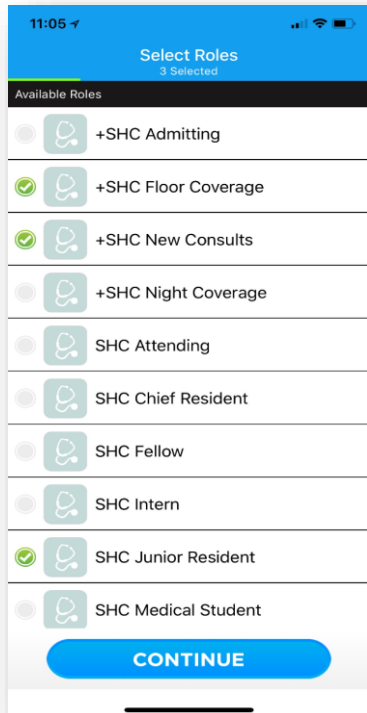 11:05
Select Roles
3 Selected
Available Roles
+SHC Admitting
+SHC Floor Coverage
+SHC New Consults
+SHC Night Coverage
SHC Attending
SHC Chief Resident
SHC Fellow
SHC Intern
SHC Junior Resident
SHC Medical Student
CONTINUE